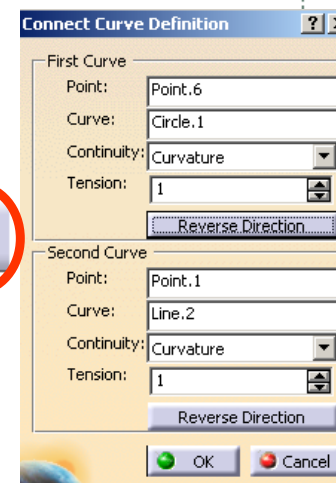 Connect Curve Definition ?
First Curve
Point: Point.6
Curve: Circle.1
Continuity: Curvature
Tension: 1
Reverse Direction
Second Curve
Point: Point.1
Curve: Line.2
Continuity: Curvature
Tension: 1
Reverse Direction
OK Cancel